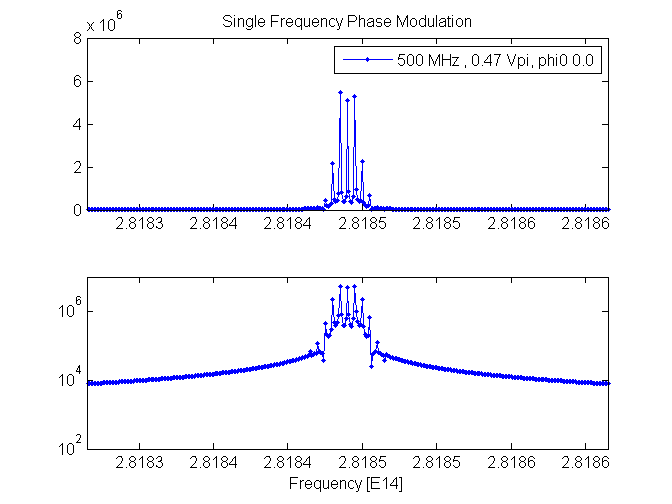 Single Frequency Phase Modulation
x 10^6
500 MHz , 0.47 Vpi, phi0 0.0
8
6
4
2
0
2.8183 2.8184 2.8184 2.8185 2.8185 2.8186 2.8186
10^6
10^4
10^2
2.8183 2.8184 2.8184 2.8185 2.8185 2.8186 2.8186
Frequency [E14]